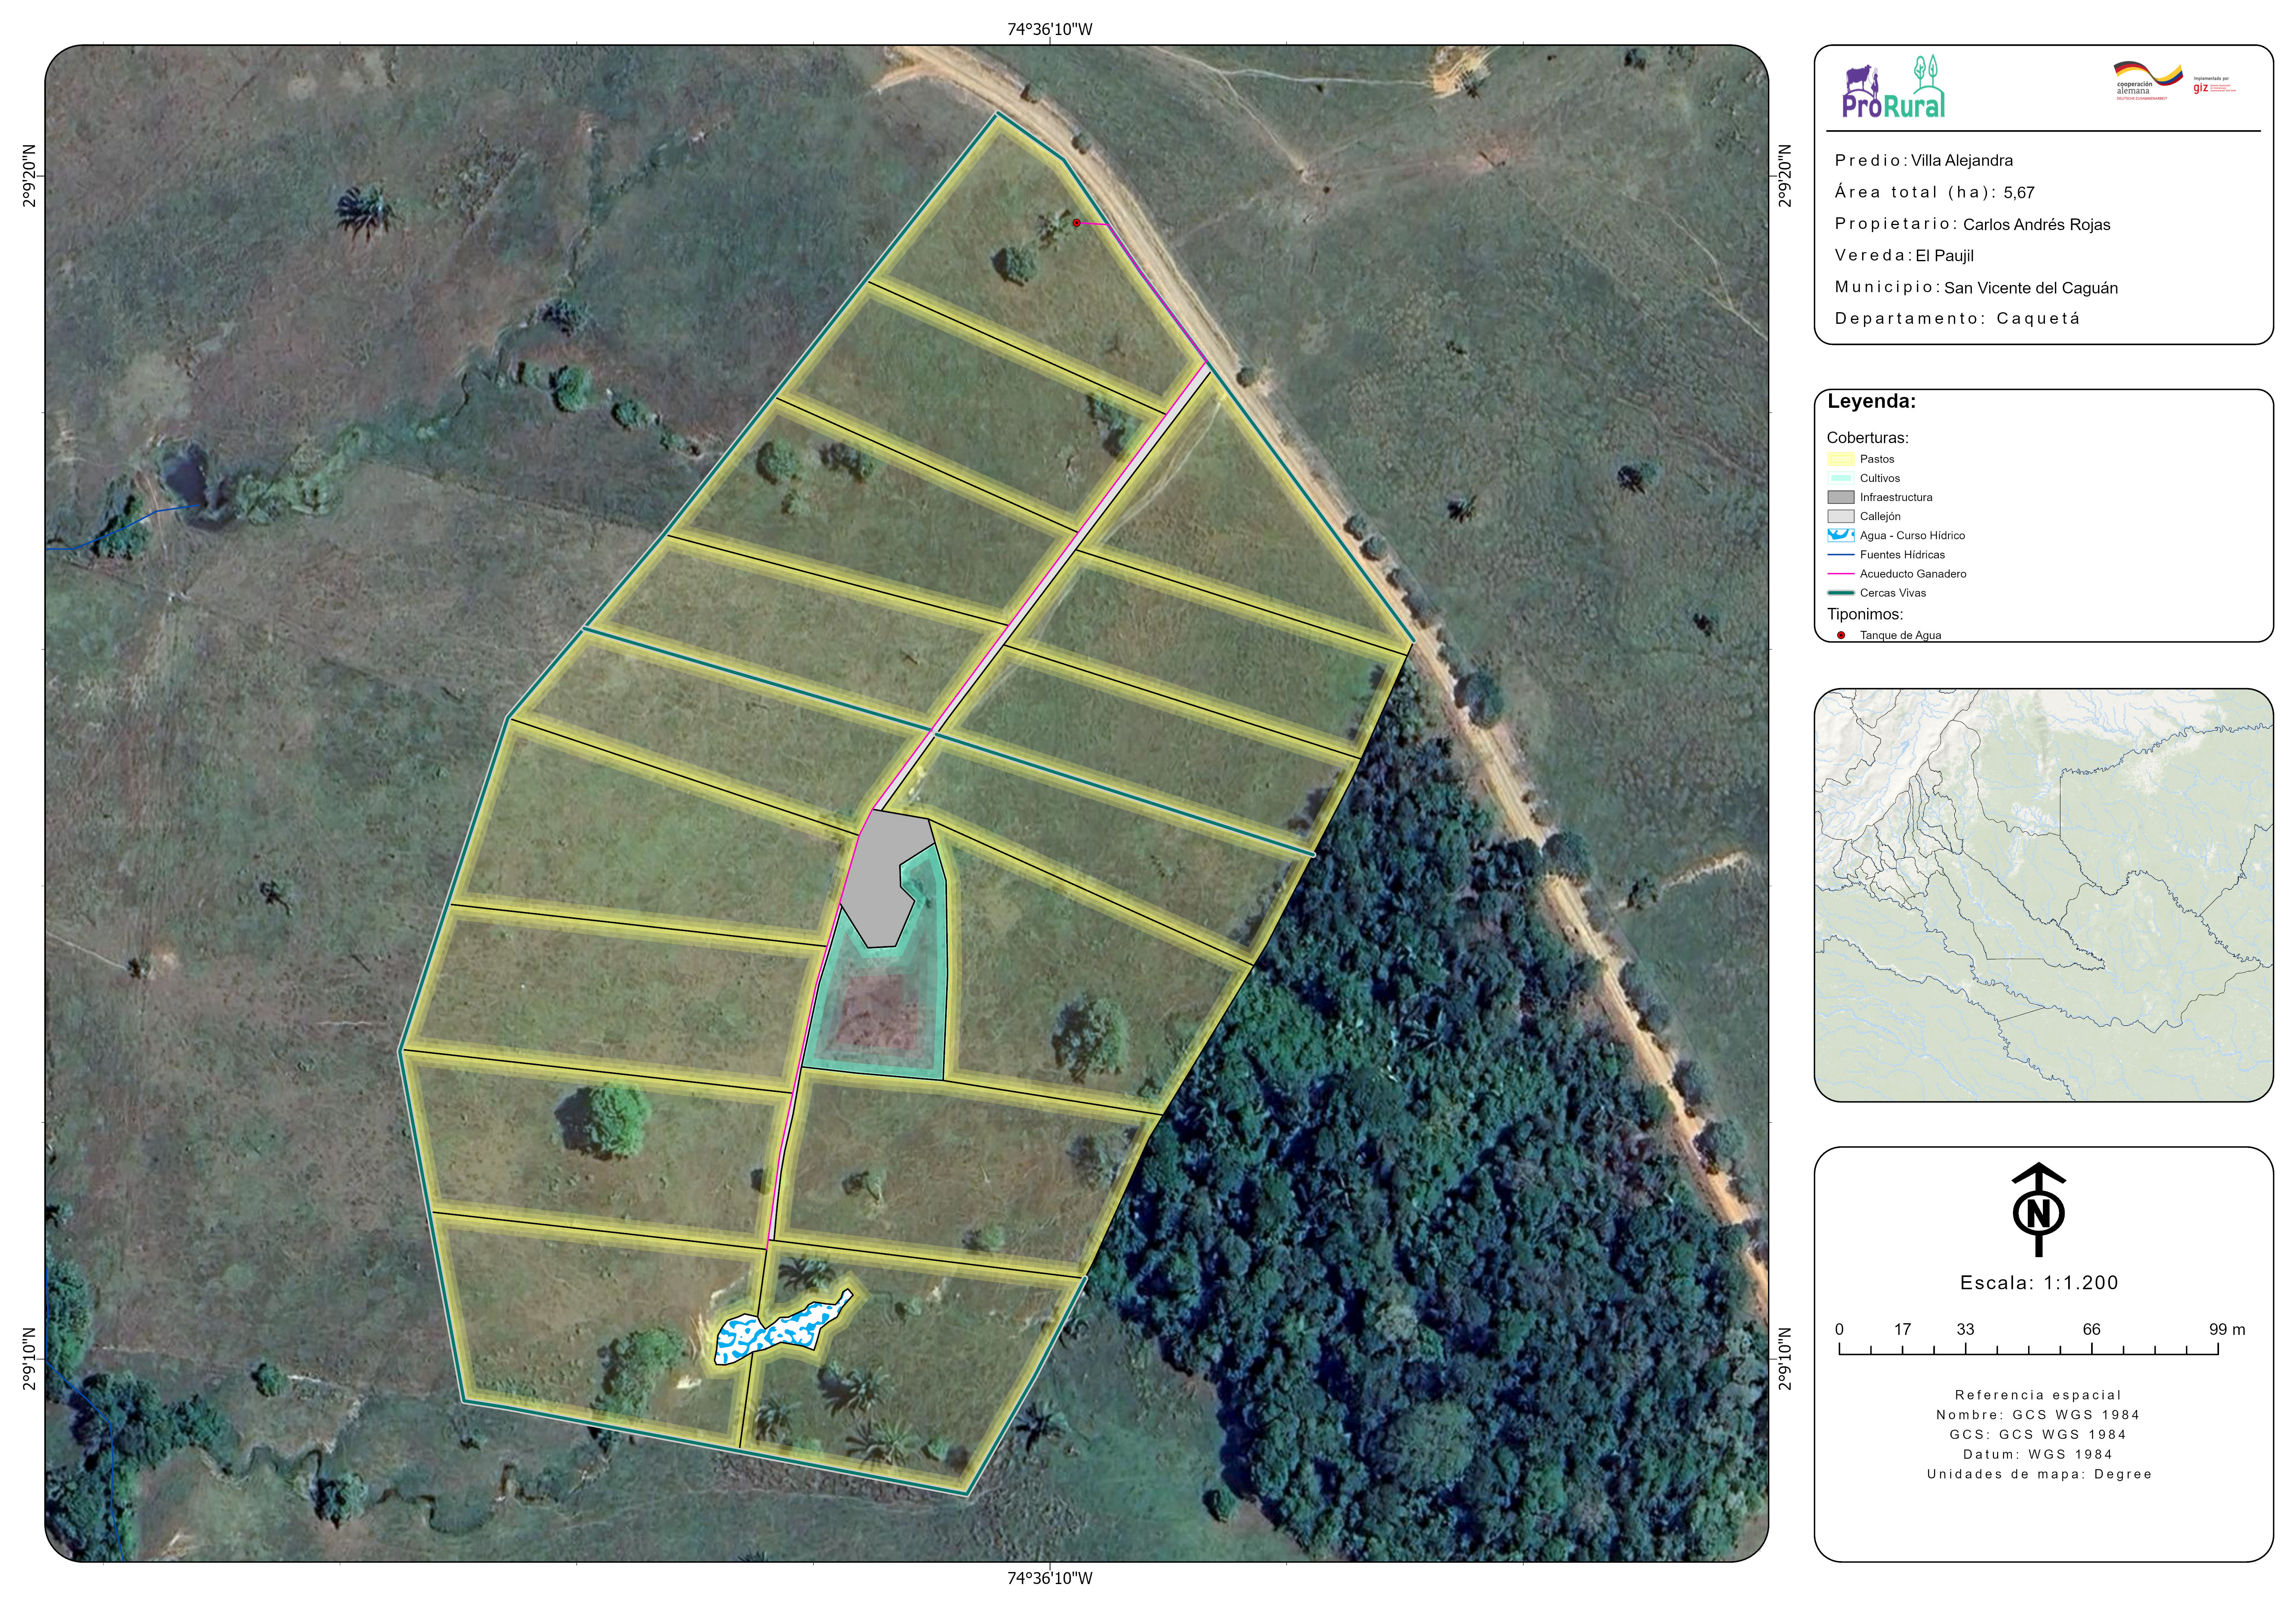 74°36'10"W
2°9'20"N
2°9'20"N
2°9'10"N
2°9'10"N
74°36'10"W
ProRural
cooperación
alemana
DEUTSCHE ZUSAMMENARBEIT
Implementada por
giz
Predio: Villa Alejandra
Área total (ha): 5,67
Propietario: Carlos Andrés Rojas
Vereda: El Paujil
Municipio: San Vicente del Caguán
Departamento: Caquetá
Leyenda:
Coberturas:
Pastos
Cultivos
Infraestructura
Callejón
Agua - Curso Hídrico
Fuentes Hídricas
Acueducto Ganadero
Cercas Vivas
Tiponimos:
Tanque de Agua
N
Escala: 1:1.200
0 17 33 66 99 m
Referencia espacial
Nombre: GCS WGS 1984
GCS: GCS WGS 1984
Datum: WGS 1984
Unidades de mapa: Degree